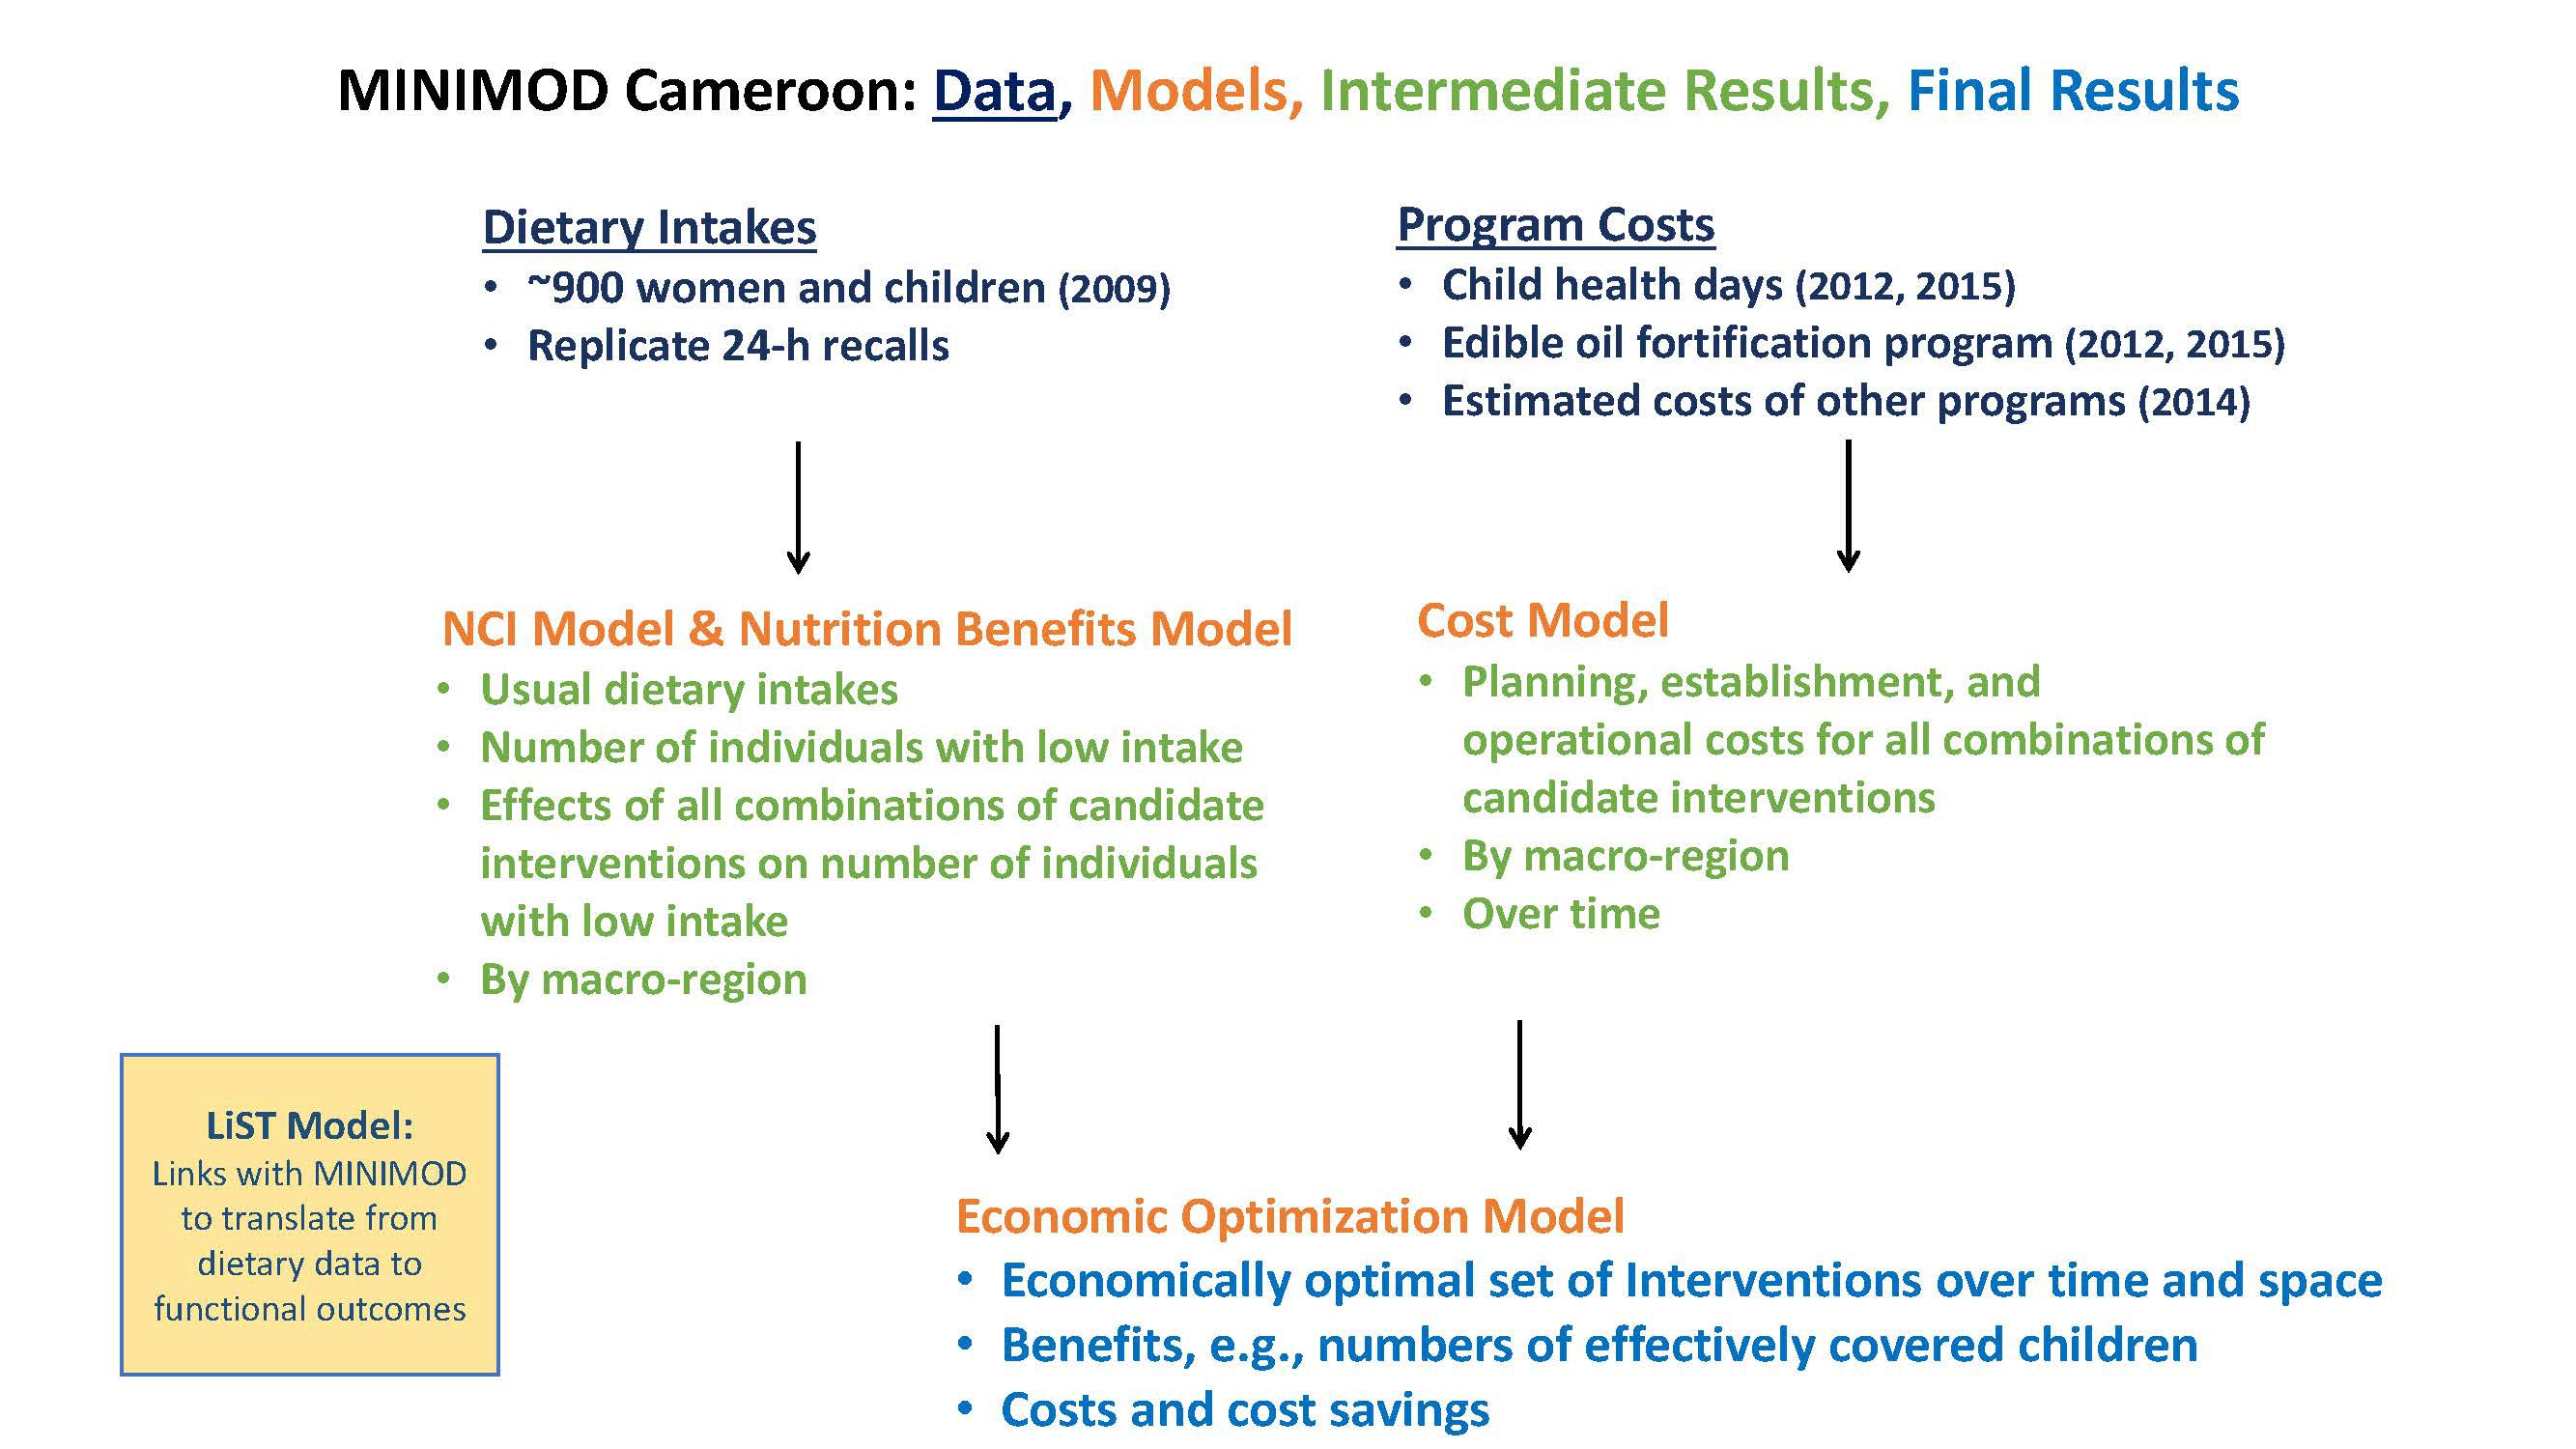 MINIMOD Cameroon: Data, Models, Intermediate Results, Final Results
Dietary Intakes
• ~900 women and children (2009)
• Replicate 24-h recalls
Program Costs
• Child health days (2012, 2015)
• Edible oil fortification program (2012, 2015)
• Estimated costs of other programs (2014)
NCI Model & Nutrition Benefits Model
• Usual dietary intakes
• Number of individuals with low intake
• Effects of all combinations of candidate
interventions on number of individuals
with low intake
• By macro-region
Cost Model
• Planning, establishment, and
operational costs for all combinations of
candidate interventions
• By macro-region
• Over time
LiST Model:
Links with MINIMOD
to translate from
dietary data to
functional outcomes
Economic Optimization Model
• Economically optimal set of Interventions over time and space
• Benefits, e.g., numbers of effectively covered children
• Costs and cost savings